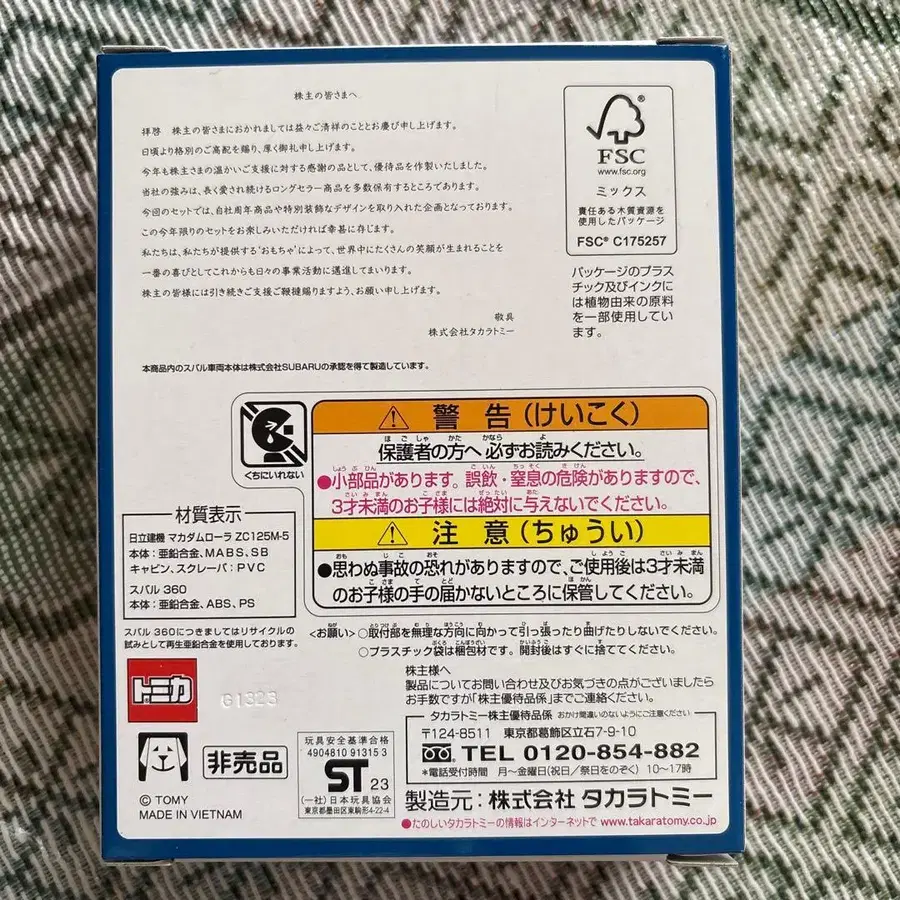 株主の皆さまへ
拝啓 株主の皆さまにおかれましては益々ご清祥のこととお慶び申し上げます。
日頃より格別のご高配を賜り、厚く御礼申し上げます。
今年も株主さまの温かいご支援に対する感謝の品として、優待品を作製いたしました。
当社の強みは、長く愛され続けるロングセラー商品を多数保有するところであります。
今回のセットでは、自社周年商品や特別装飾なデザインを取り入れた企画となっております。
この今年限りのセットをお楽しみいただければ幸甚に存じます。
私たちは、私たちが提供する'おもちゃ'によって、世界中にたくさんの笑顔が生まれることを
一番の喜びとしてこれからも日々の事業活動に邁進してまいります。
株主の皆様には引き続きご支援ご鞭撻賜りますよう、お願い申し上げます。
敬具
株式会社タカラトミー
FSC
www.fsc.org
ミックス
責任ある木質資源を
使用したパッケージ
FSC® C175257
パッケージのプラス
チック及びインクに
は植物由来の原料
を一部使用していま
す。
本商品内のスバル車両本体は株式会社SUBARUの承認を得て製造しています。
くちにいれない
警告(けいこく)
保護者の方へ 必ずお読みください。
●小部品があります。誤飲・窒息の危険がありますので、
3才未満のお子様には絶対に与えないでください。
注意(ちゅうい)
●思わぬ事故の恐れがありますので、ご使用後は3才未満
のお子様の手の届かないところに保管してください。
材質表示
日立建機 マカダムローラ ZC125M-5
本体:亜鉛合金、MABS、SB
キャビン、スクレーパ:PVC
スバル 360
本体:亜鉛合金、ABS、PS
スバル 360につきましてはリサイクルの
試みとして再生亜鉛合金を使用しております。
<お願い>○取付部を無理な方向に向かって引っ張ったり曲げたりしないでください。
○プラスチック袋は梱包材です。開封後はすぐに捨ててください。
トミカ
G1323
株主様へ
製品についてお問い合わせ及びお気づきの点がございましたら
お手数ですが「株主優待品係」までご連絡ください。
タカラトミー株主優待品係 おかけ間違いのないようにご注意ください
〒124-8511 東京都葛飾区立石7-9-10
TEL 0120-854-882
*電話受付時間 月〜金曜日(祝日/祭日をのぞく) 10〜17時
非売品
玩具安全基準合格
4904810 91315 3
ST 23
(一社)日本玩具協会
東京都墨田区東駒形4-22-4
© TOMY
MADE IN VIETNAM
製造元:株式会社 タカラトミー
●たのしいタカラトミーの情報はインターネットで www.takaratomy.co.jp